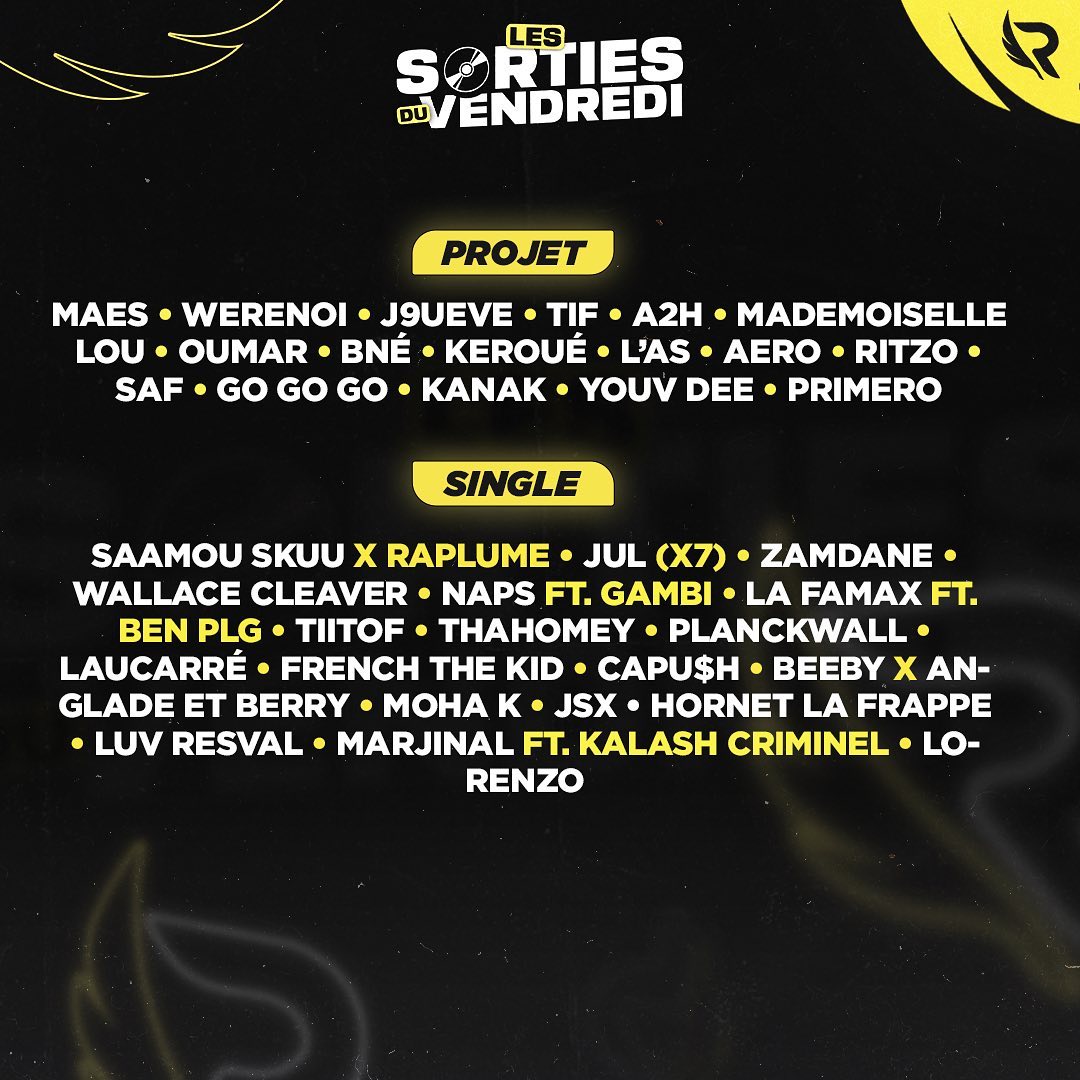 LES
SORTIES
DU VENDREDI
PROJET
MAES • WERENOI • J9UEVE • TIF • A2H • MADEMOISELLE
LOU • OUMAR • BNÉ • KEROUÉ • L’AS • AERO • RITZO •
SAF • GO GO GO • KANAK • YOUV DEE • PRIMERO
SINGLE
SAAMOU SKUU X RAPLUME • JUL (X7) • ZAMDANE •
WALLACE CLEAVER • NAPS FT. GAMBI • LA FAMAX FT.
BEN PLG • TIITOF • THAHOMEY • PLANCKWALL •
LAUCARRÉ • FRENCH THE KID • CAPU$H • BEEBY X AN-
GLADE ET BERRY • MOHA K • JSX • HORNET LA FRAPPE
• LUV RESVAL • MARJINAL FT. KALASH CRIMINEL • LO-
RENZO